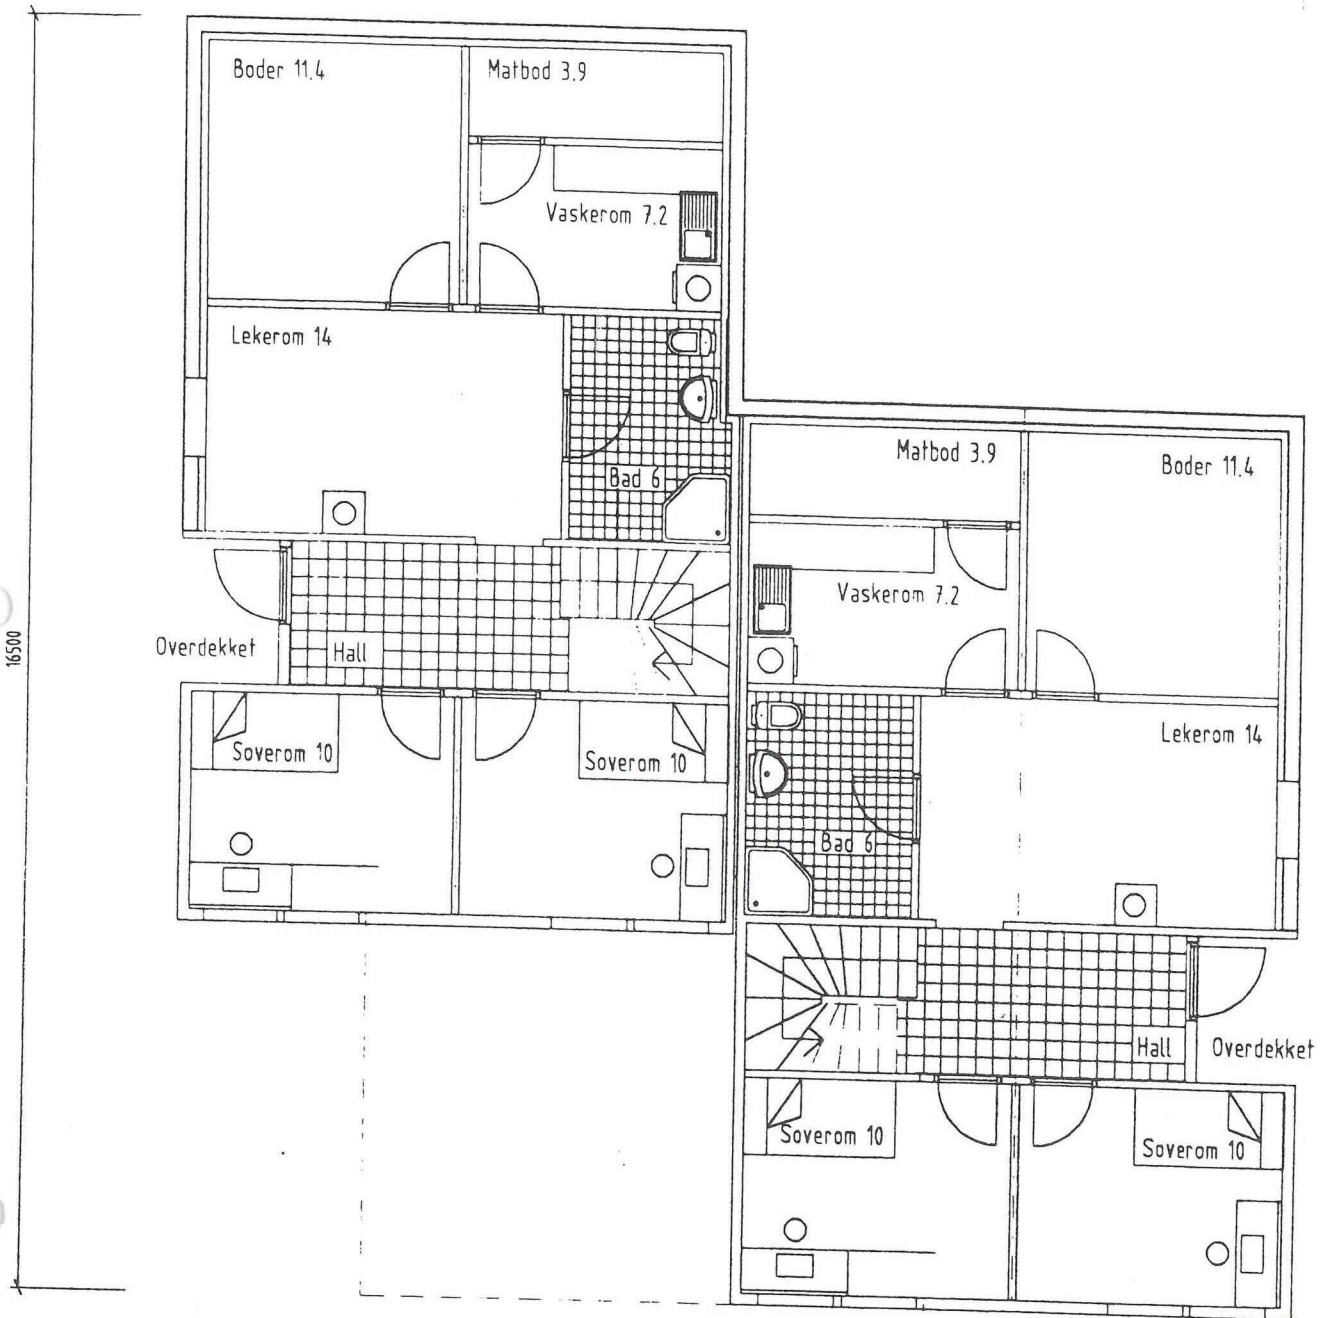 Boder 11.4
Matbod 3.9
Vaskerom 7.2
Lekerom 14
Bad 6
Overdekket
Hall
Soverom 10
Soverom 10
16500
Matbod 3.9
Boder 11.4
Vaskerom 7.2
Lekerom 14
Bad 6
Hall
Overdekket
Soverom 10
Soverom 10